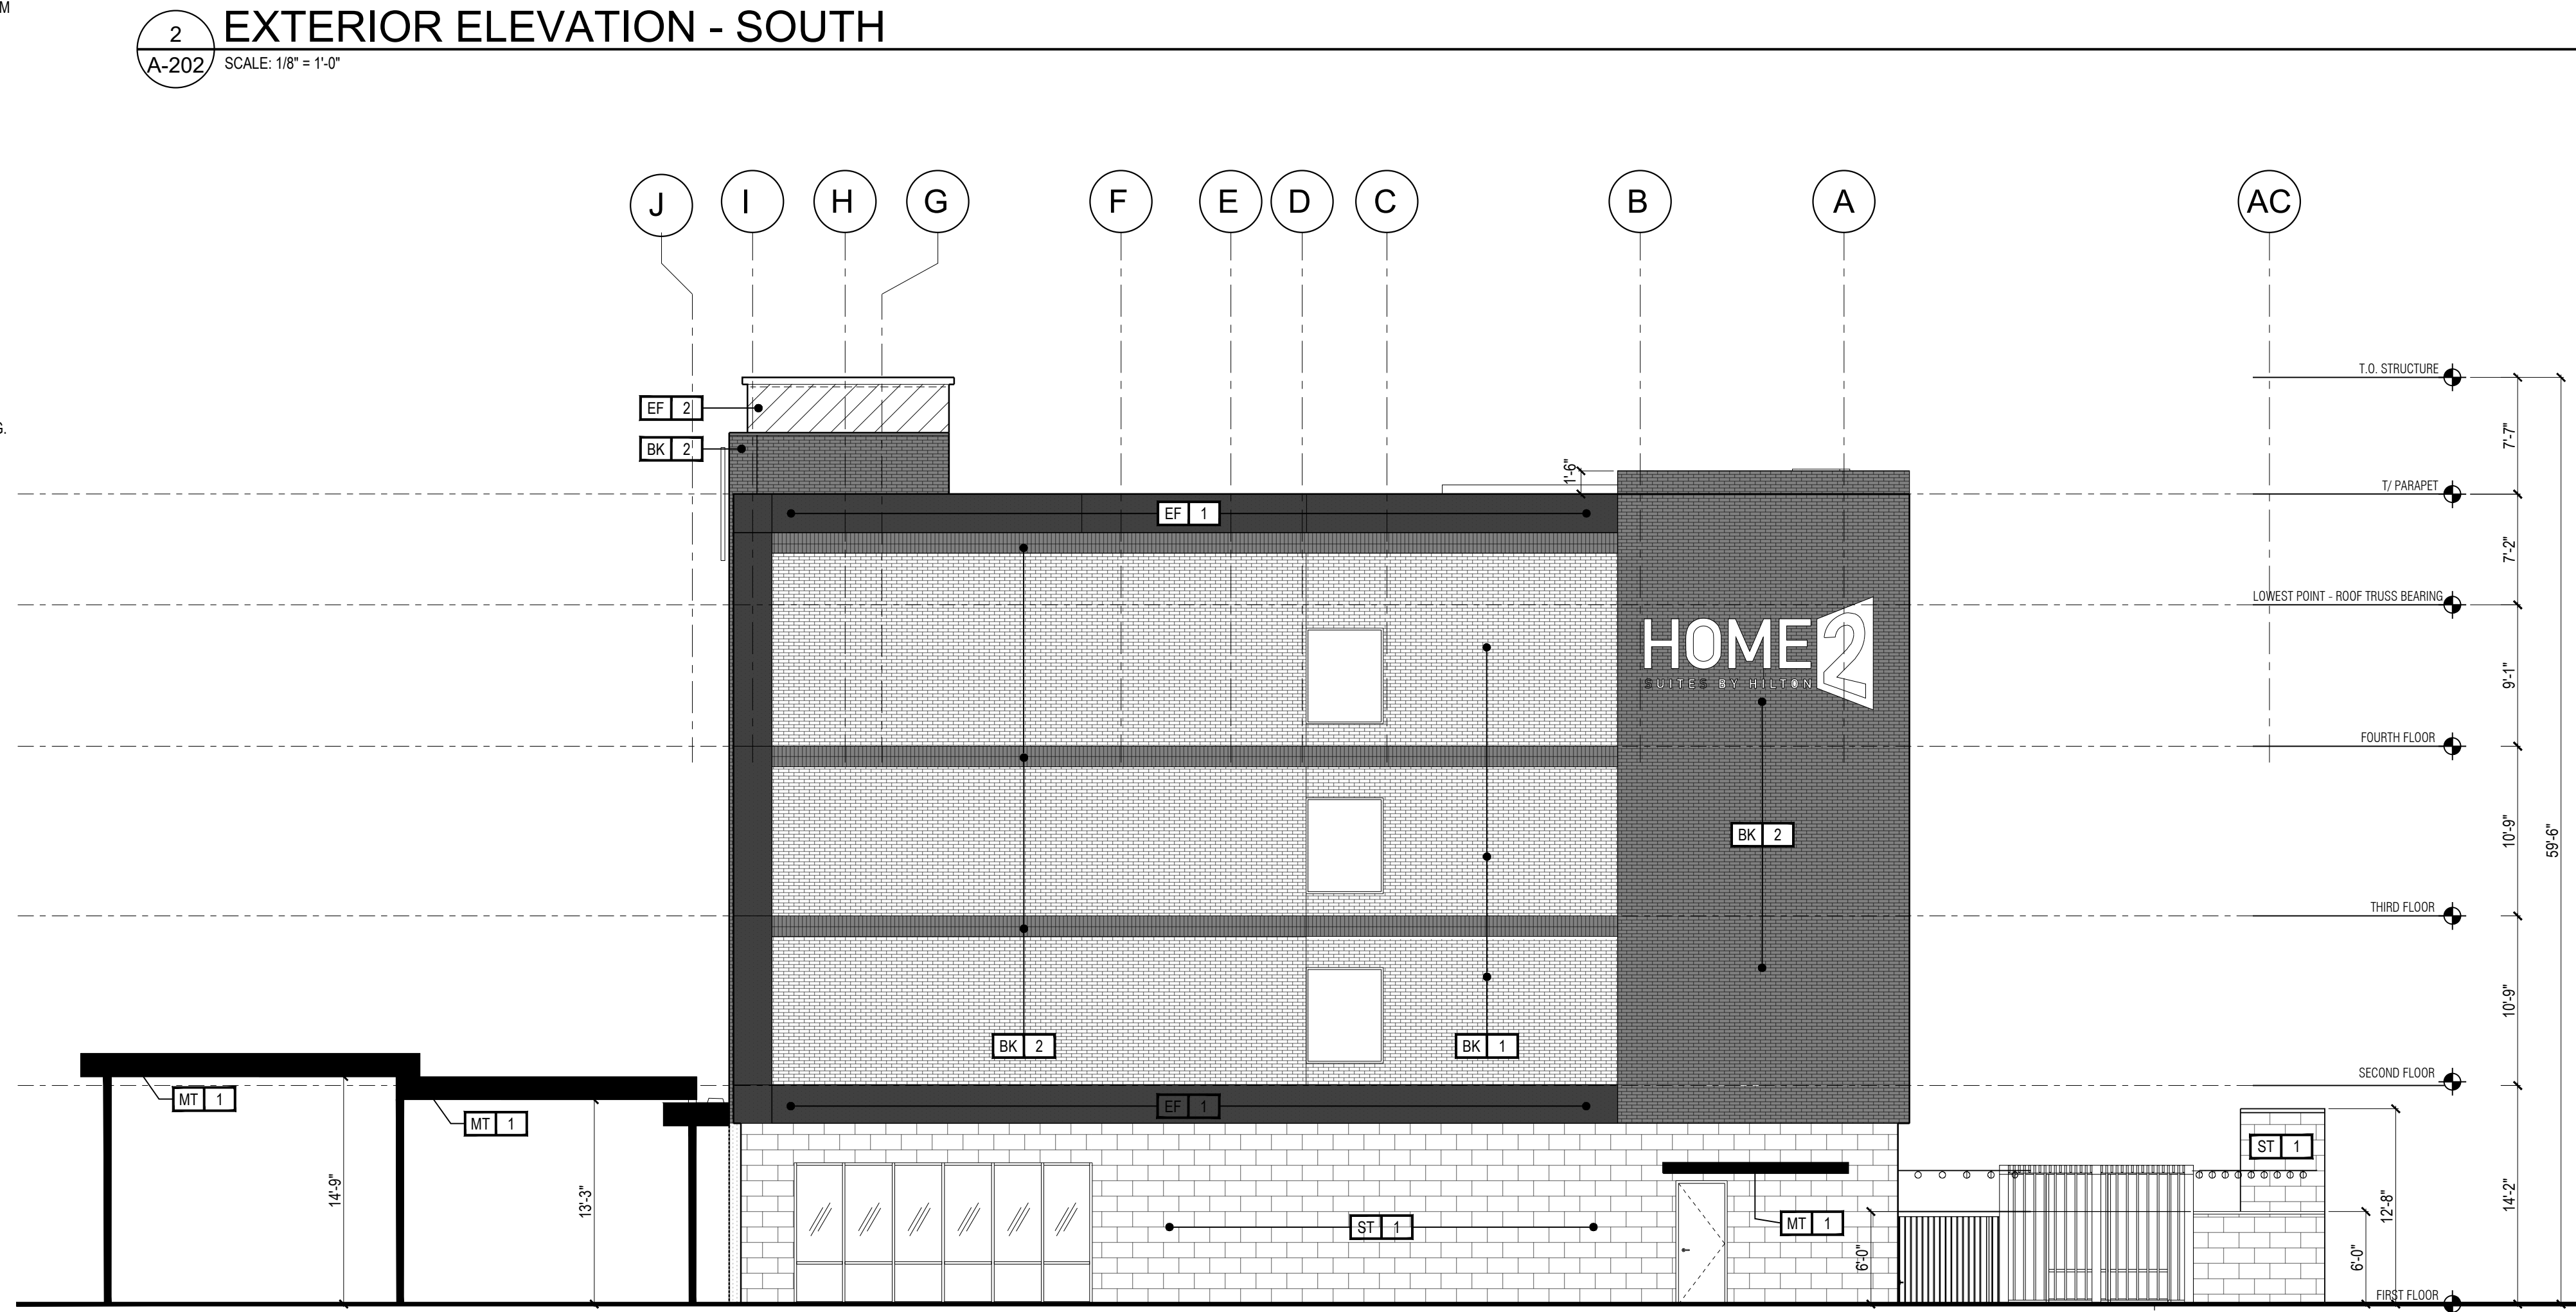 M
2
A-202
EXTERIOR ELEVATION - SOUTH
SCALE: 1/8" = 1'-0"
J I H G F E D C B A AC
T.O. STRUCTURE
EF 2
7'-7"
BK 2
1'-6"
T/ PARAPET
EF 1
7'-2"
LOWEST POINT - ROOF TRUSS BEARING
HOME 2
SUITES BY HILTON
9'-1"
FOURTH FLOOR
BK 2
10'-9"
59'-6"
THIRD FLOOR
10'-9"
BK 2
BK 1
SECOND FLOOR
MT 1
MT 1
EF 1
ST 1
14'-9"
13'-3"
ST 1
MT 1
6'-0"
6'-0"
12'-8"
14'-2"
FIRST FLOOR